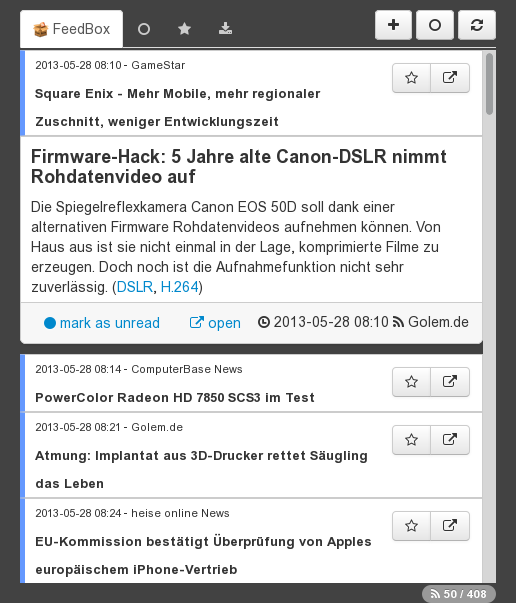 FeedBox
2013-05-28 08:10 - GameStar
Square Enix - Mehr Mobile, mehr regionaler
Zuschnitt, weniger Entwicklungszeit
Firmware-Hack: 5 Jahre alte Canon-DSLR nimmt
Rohdatenvideo auf
Die Spiegelreflexkamera Canon EOS 50D soll dank einer
alternativen Firmware Rohdatenvideos aufnehmen können. Von
Haus aus ist sie nicht einmal in der Lage, komprimierte Filme zu
erzeugen. Doch noch ist die Aufnahmefunktion nicht sehr
zuverlässig. (DSLR, H.264)
mark as unread open 2013-05-28 08:10 Golem.de
2013-05-28 08:14 - ComputerBase News
PowerColor Radeon HD 7850 SCS3 im Test
2013-05-28 08:21 - Golem.de
Atmung: Implantat aus 3D-Drucker rettet Säugling
das Leben
2013-05-28 08:24 - heise online News
EU-Kommission bestätigt Überprüfung von Apples
europäischem iPhone-Vertrieb
50 / 408